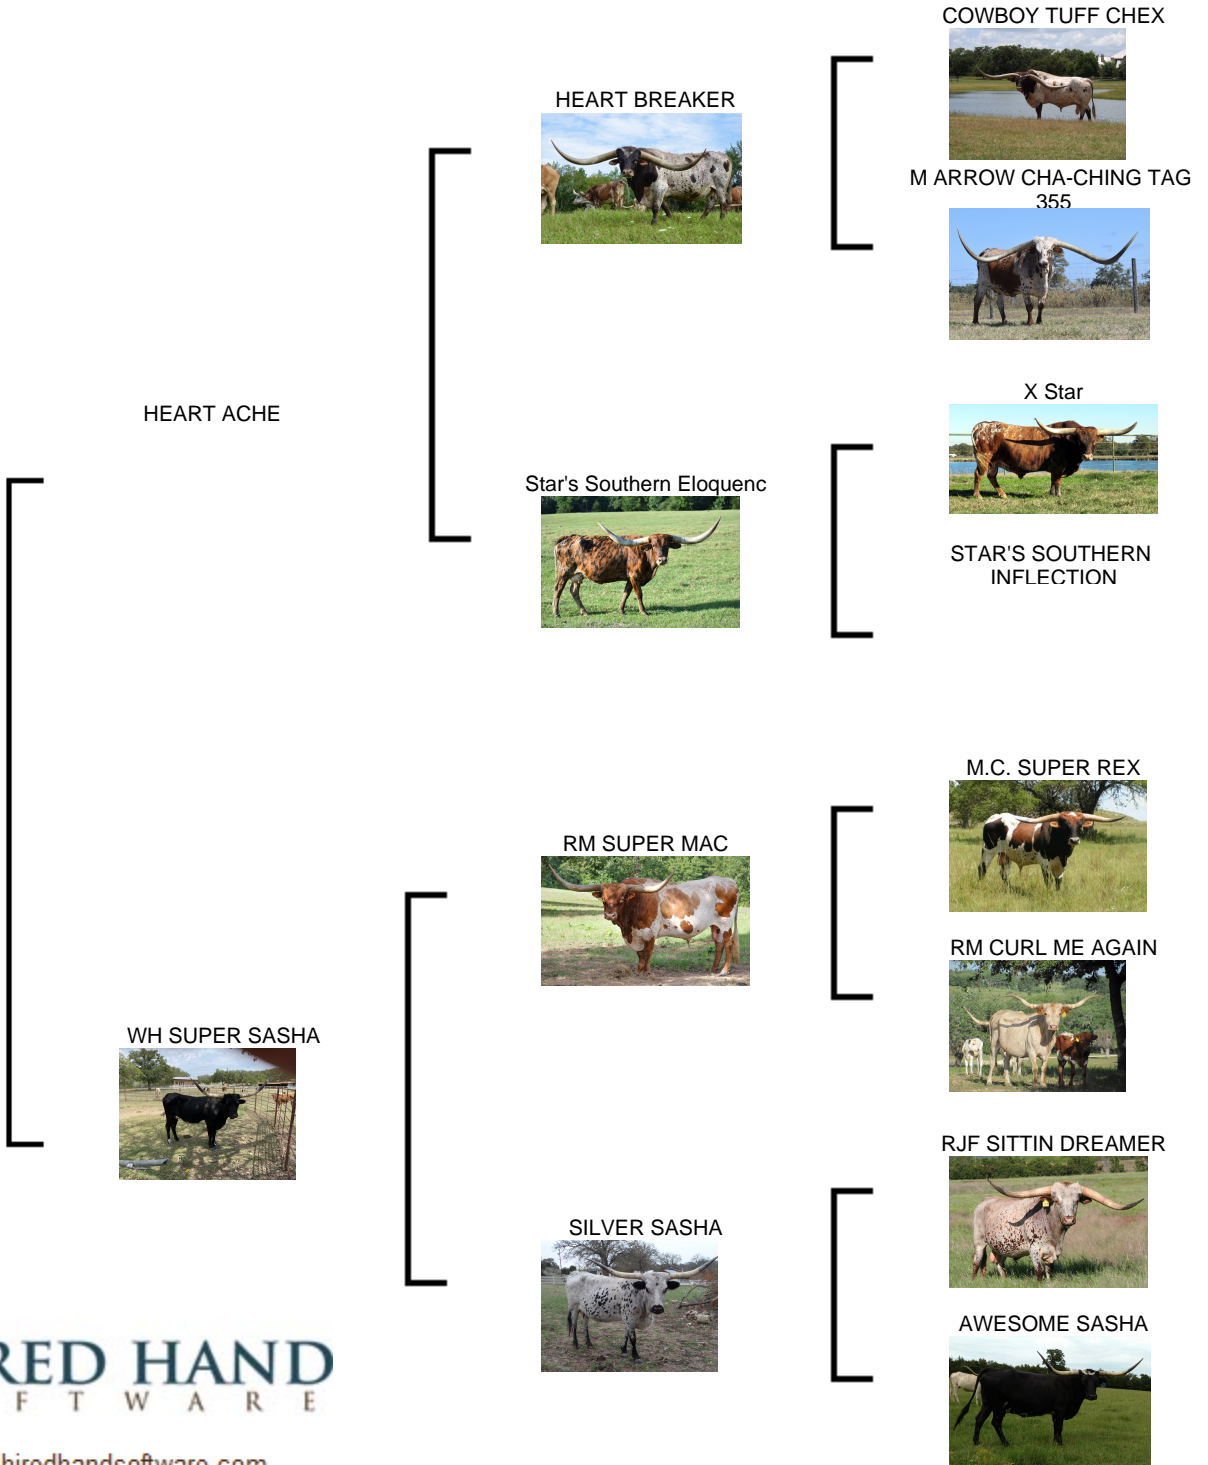 COWBOY TUFF CHEX
HEART BREAKER
M ARROW CHA-CHING TAG
355
HEART ACHE
X Star
Star's Southern Eloquenc
STAR'S SOUTHERN
INFLECTION
M.C. SUPER REX
RM SUPER MAC
RM CURL ME AGAIN
WH SUPER SASHA
RJF SITTIN DREAMER
SILVER SASHA
AWESOME SASHA
RED HAND
F T W A R E
hiredhandsoftware.com